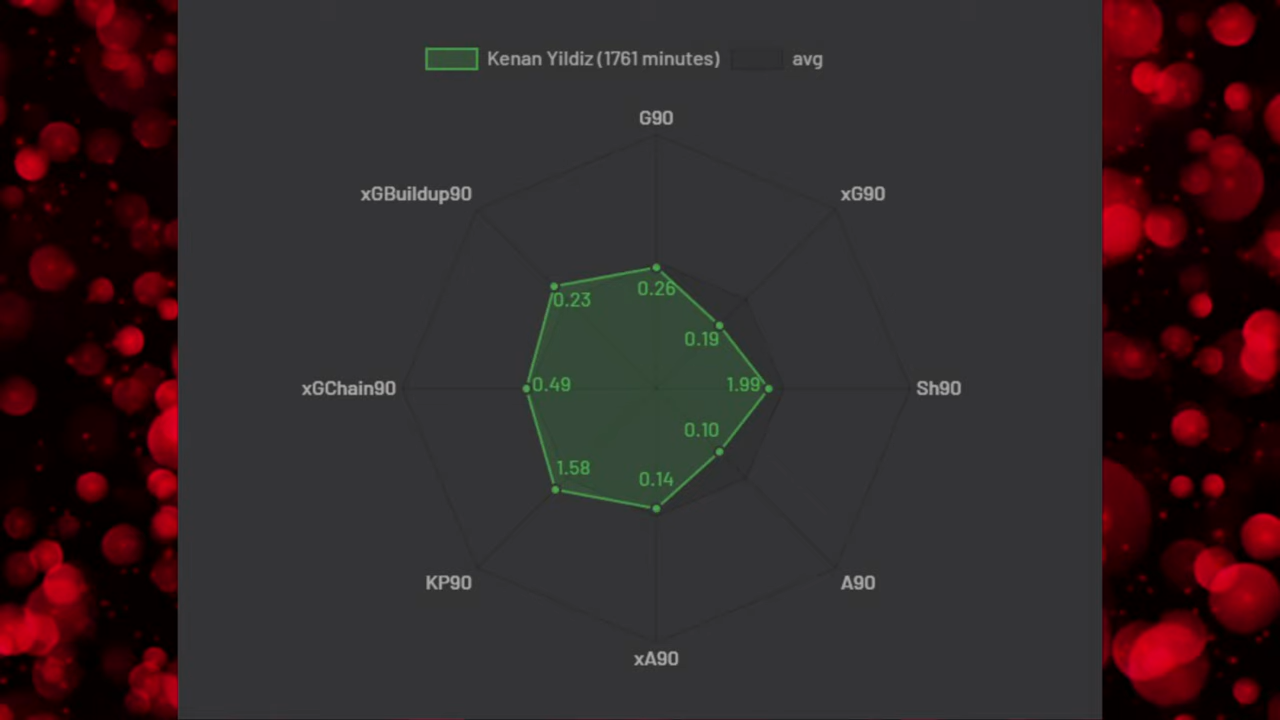 Kenan Yildiz (1761 minutes) avg
G90
xGBuildup90
xG90
0.26
0.23
0.19
xGChain90
0.49
1.99
Sh90
0.10
1.58
0.14
KP90
A90
xA90